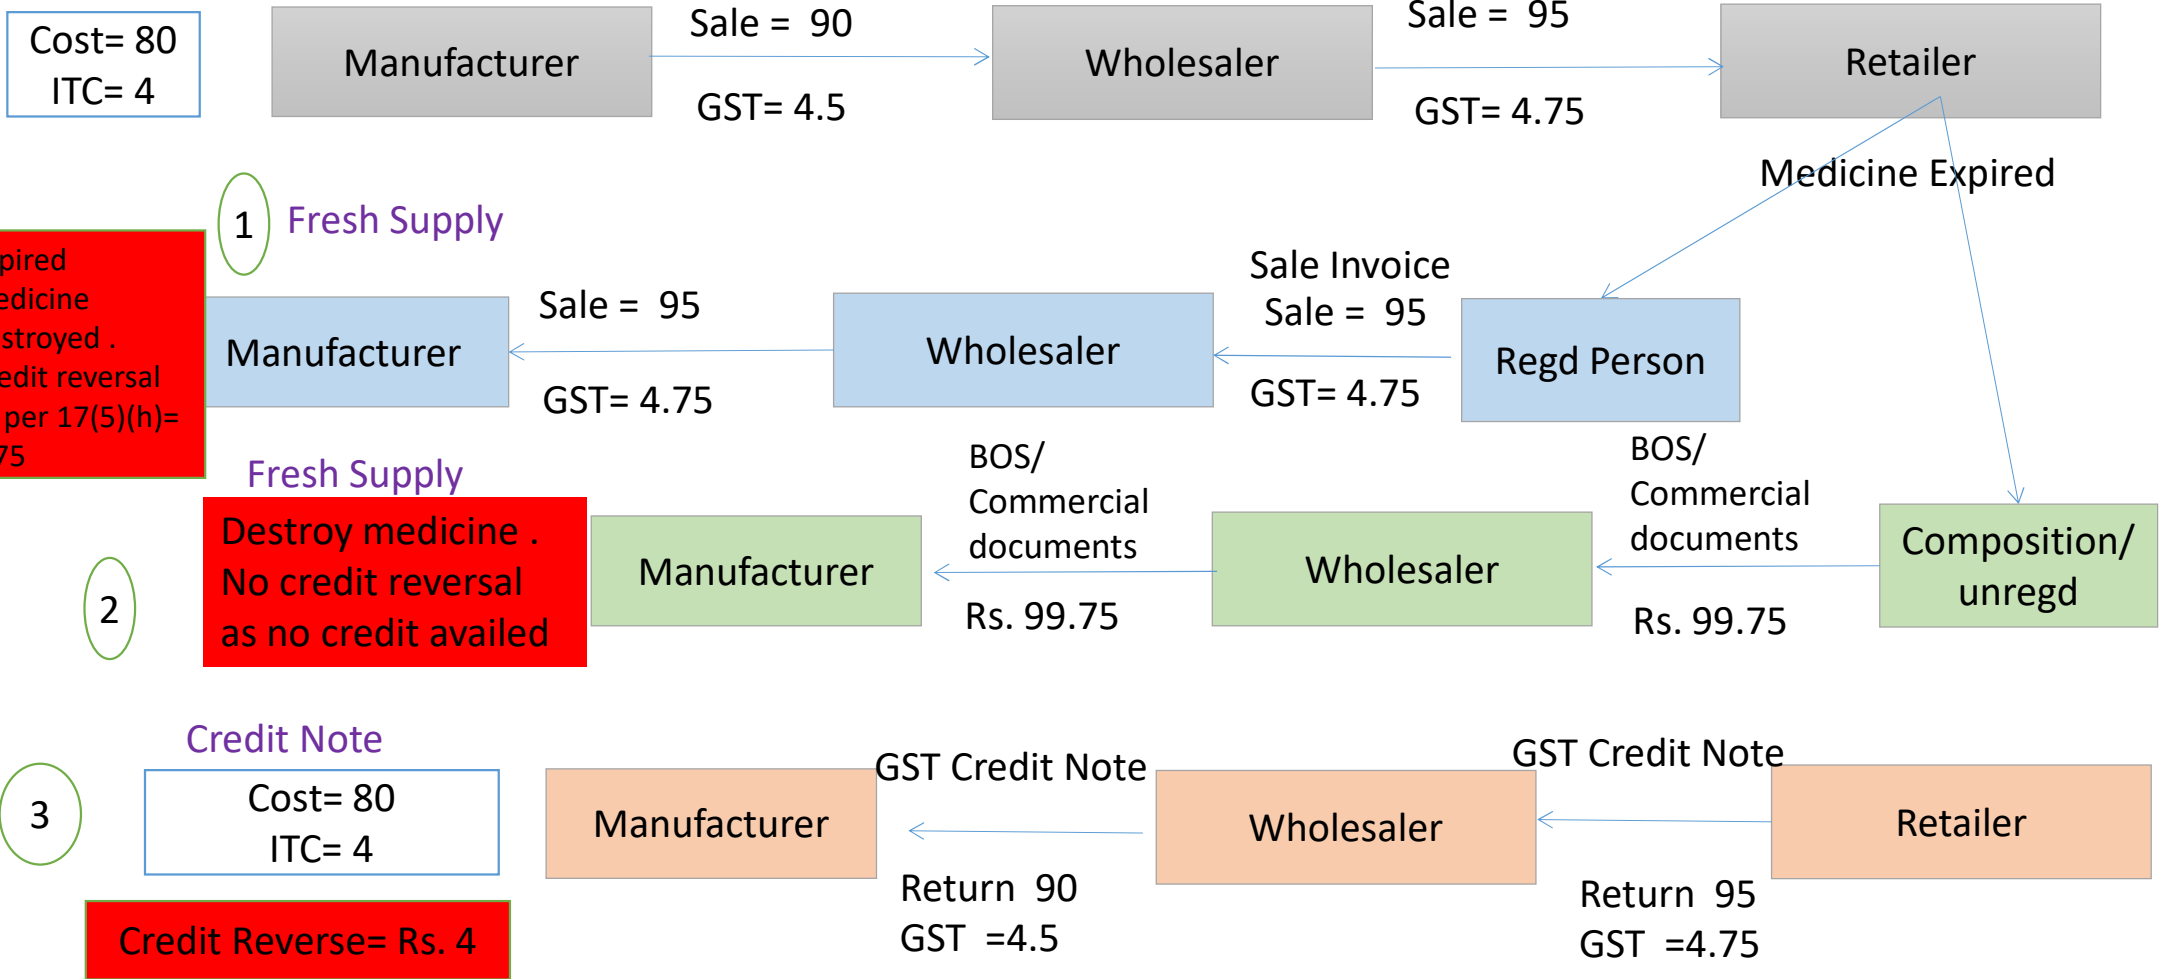 Cost= 80
ITC= 4
Manufacturer
Sale = 90
GST= 4.5
Wholesaler
Sale = 95
GST= 4.75
Retailer
Medicine Expired
1
Fresh Supply
pired
edicine
stroyed .
edit reversal
per 17(5)(h)=
75
Manufacturer
Sale = 95
GST= 4.75
Wholesaler
Sale Invoice
Sale = 95
GST= 4.75
Regd Person
2
Fresh Supply
Destroy medicine .
No credit reversal
as no credit availed
Manufacturer
BOS/
Commercial
documents
Rs. 99.75
Wholesaler
BOS/
Commercial
documents
Rs. 99.75
Composition/
unregd
3
Credit Note
Cost= 80
ITC= 4
Credit Reverse= Rs. 4
Manufacturer
GST Credit Note
Return 90
GST =4.5
Wholesaler
GST Credit Note
Return 95
GST =4.75
Retailer